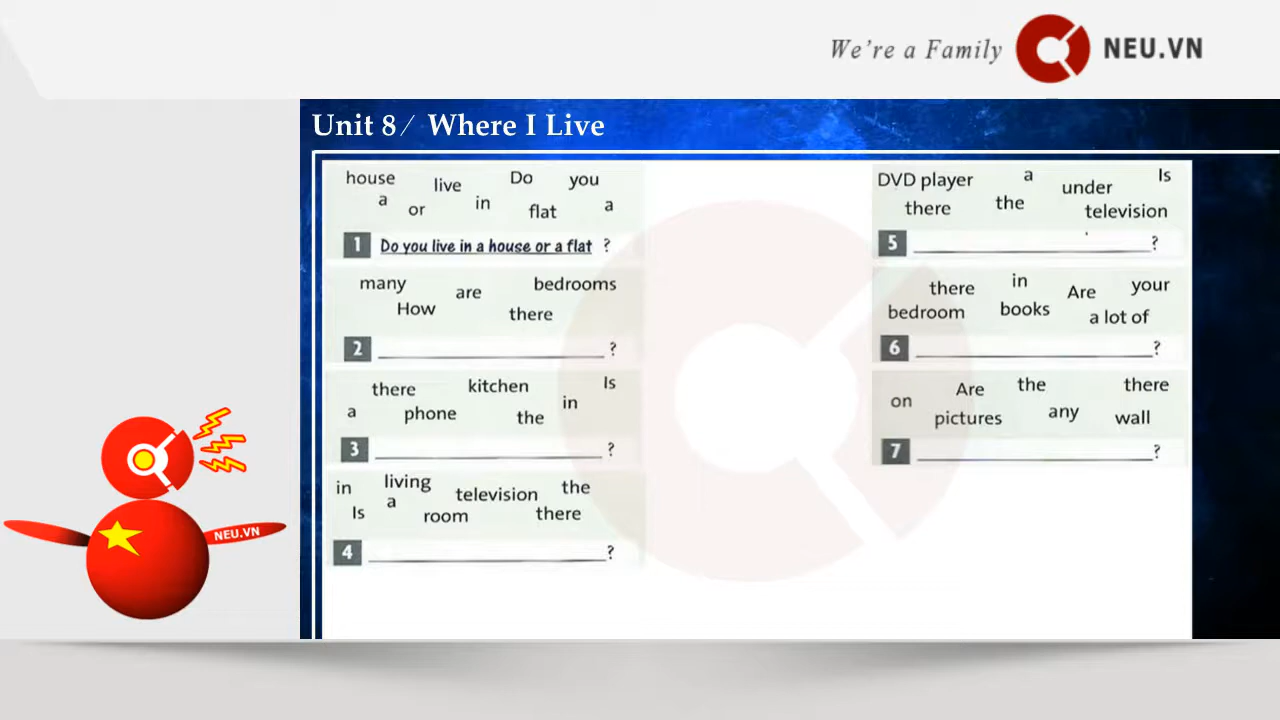 We're a Family NEU.VN
Unit 8/ Where I Live
house live Do you
a or in flat a
1 Do you live in a house or a flat ?
many are bedrooms
How there
2 ?
there kitchen Is
a phone the in
3 ?
in living a television the
Is room there
4 ?
DVD player a under Is
there the television
5 ?
there in Are your
bedroom books a lot of
6 ?
on Are the there
pictures any wall
7 ?
NEU.VN